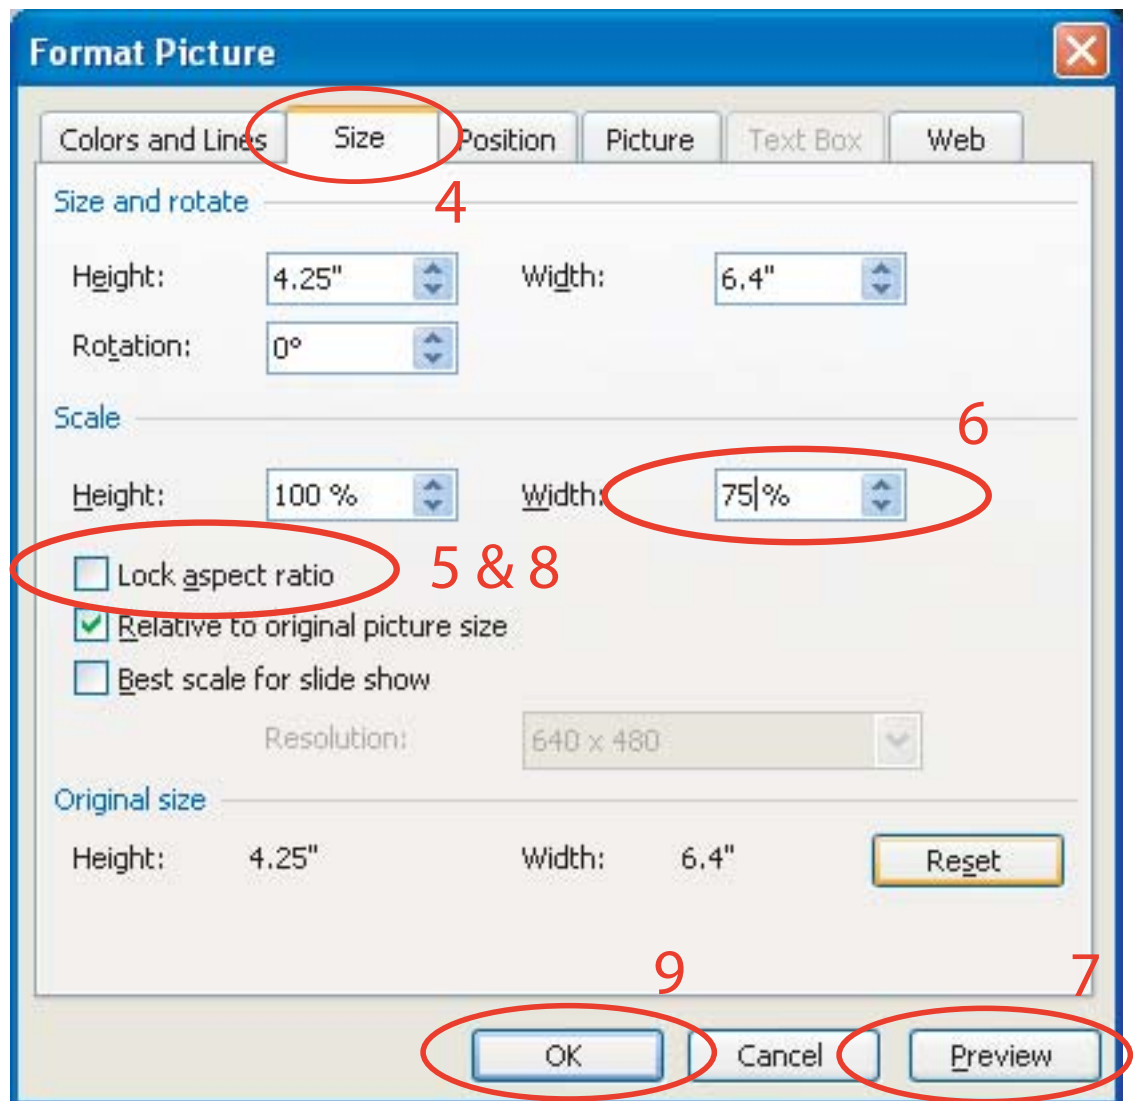 Format Picture
Colors and Lines Size Position Picture Text Box Web
4
Size and rotate
Height: 4.25" Width: 6.4"
Rotation: 0°
Scale
6
Height: 100 % Width: 75 %
Lock aspect ratio 5 & 8
Relative to original picture size
Best scale for slide show
Resolution: 640 x 480
Original size
Height: 4.25" Width: 6.4" Reset
9 7
OK Cancel Preview